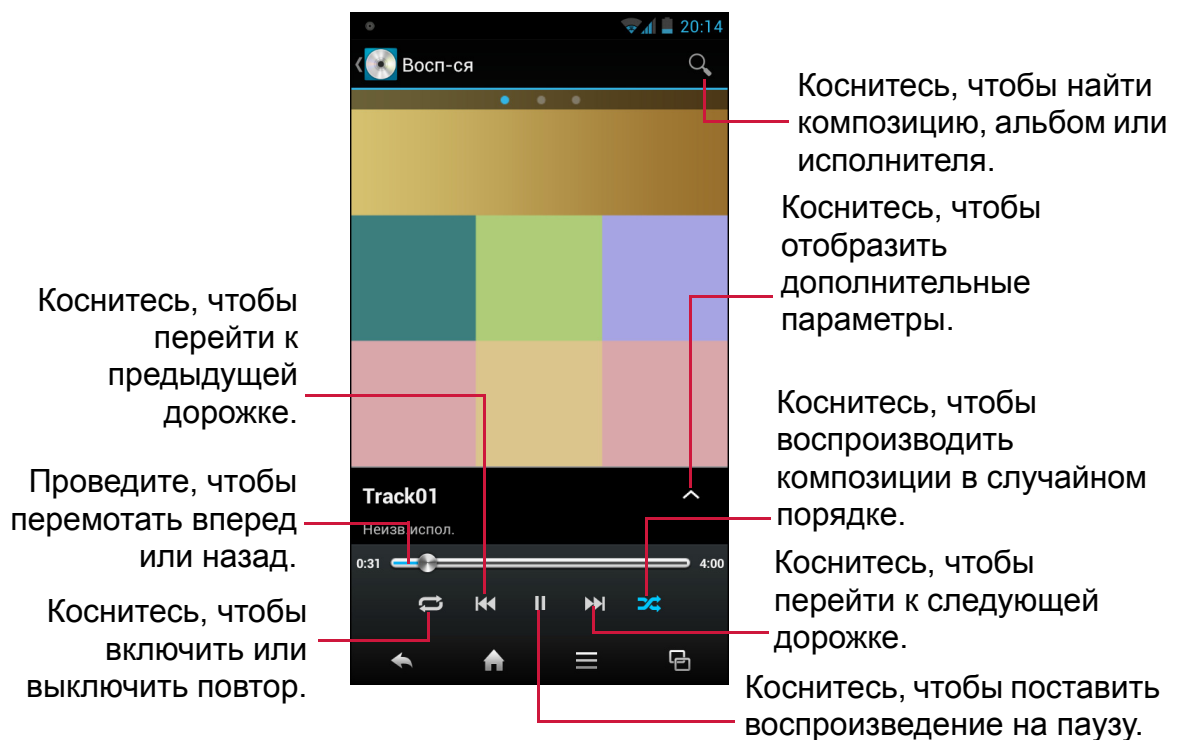 20:14
Восп-ся
Коснитесь, чтобы найти
композицию, альбом или
исполнителя.
Коснитесь, чтобы
отобразить
дополнительные
параметры.
Коснитесь, чтобы
перейти к
предыдущей
дорожке.
Коснитесь, чтобы
воспроизводить
композиции в случайном
порядке.
Проведите, чтобы
перемотать вперед
или назад.
Track01
Неизв.испол.
0:31
4:00
Коснитесь, чтобы
перейти к следующей
дорожке.
Коснитесь, чтобы
включить или
выключить повтор.
Коснитесь, чтобы поставить
воспроизведение на паузу.